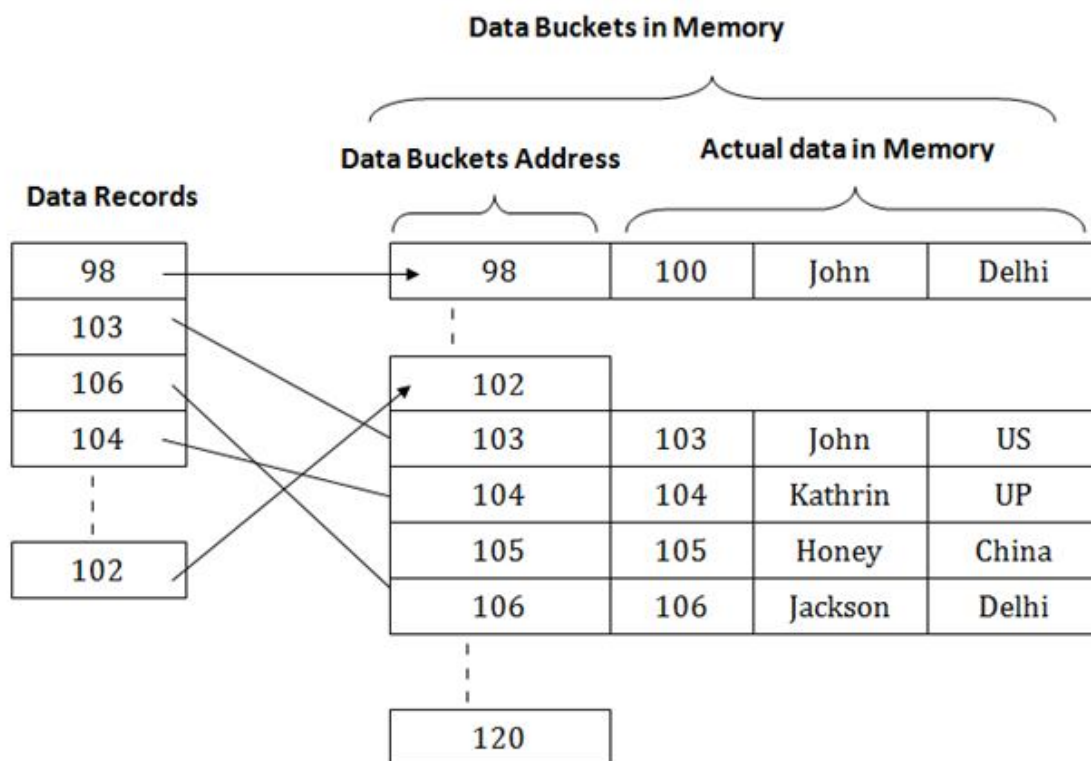 Data Buckets in Memory
Data Buckets Address
Actual data in Memory
Data Records
98
103
106
104
102
98 100 John Delhi
102
103 103 John US
104 104 Kathrin UP
105 105 Honey China
106 106 Jackson Delhi
120